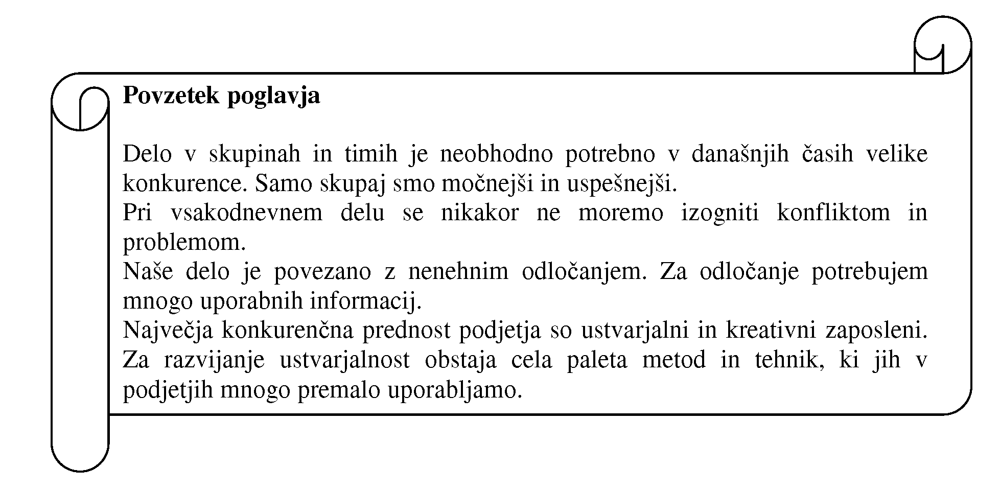 Povzetek poglavja
Delo v skupinah in timih je neobhodno potrebno v današnjih časih velike
konkurence. Samo skupaj smo močnejši in uspešnejši.
Pri vsakodnevnem delu se nikakor ne moremo izogniti konfliktom in
problemom.
Naše delo je povezano z nenehnim odločanjem. Za odločanje potrebujem
mnogo uporabnih informacij.
Največja konkurenčna prednost podjetja so ustvarjalni in kreativni zaposleni.
Za razvijanje ustvarjalnost obstaja cela paleta metod in tehnik, ki jih v
podjetjih mnogo premalo uporabljamo.